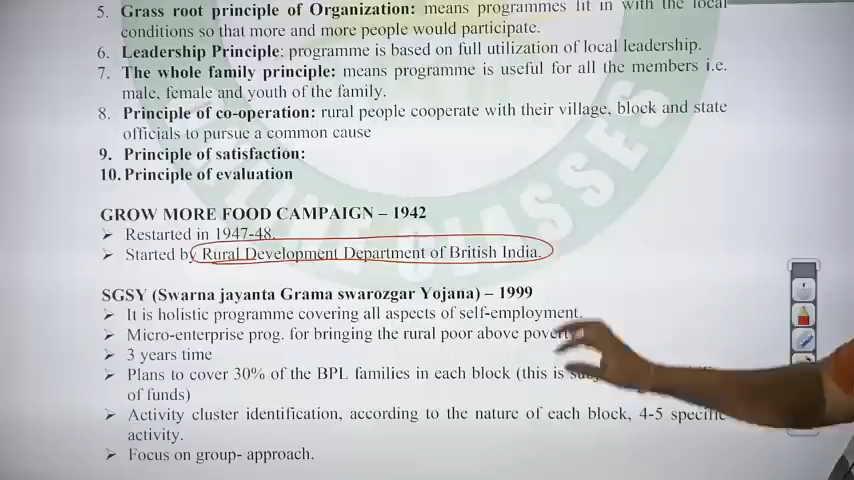 5. Grass root principle of Organization: means programmes fit in with the local
conditions so that more and more people would participate.
6. Leadership Principle: programme is based on full utilization of local leadership.
7. The whole family principle: means programme is useful for all the members i.e.
male, female and youth of the family.
8. Principle of co-operation: rural people cooperate with their village, block and state
officials to pursue a common cause
9. Principle of satisfaction:
10. Principle of evaluation
GROW MORE FOOD CAMPAIGN – 1942
➢ Restarted in 1947-48.
➢ Started by Rural Development Department of British India.
SGSY (Swarna jayanta Grama swarozgar Yojana) – 1999
➢ It is holistic programme covering all aspects of self-employment.
➢ Micro-enterprise prog. for bringing the rural poor above poverty
➢ 3 years time
➢ Plans to cover 30% of the BPL families in each block (this is
of funds)
➢ Activity cluster identification, according to the nature of each block, 4-5 specific
activity.
➢ Focus on group- approach.
CLASSES